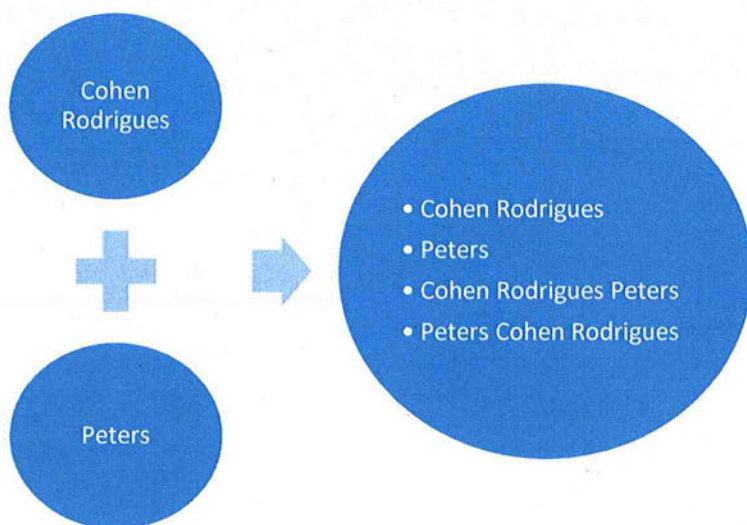 Cohen
Rodrigues
Peters
• Cohen Rodrigues
• Peters
• Cohen Rodrigues Peters
• Peters Cohen Rodrigues